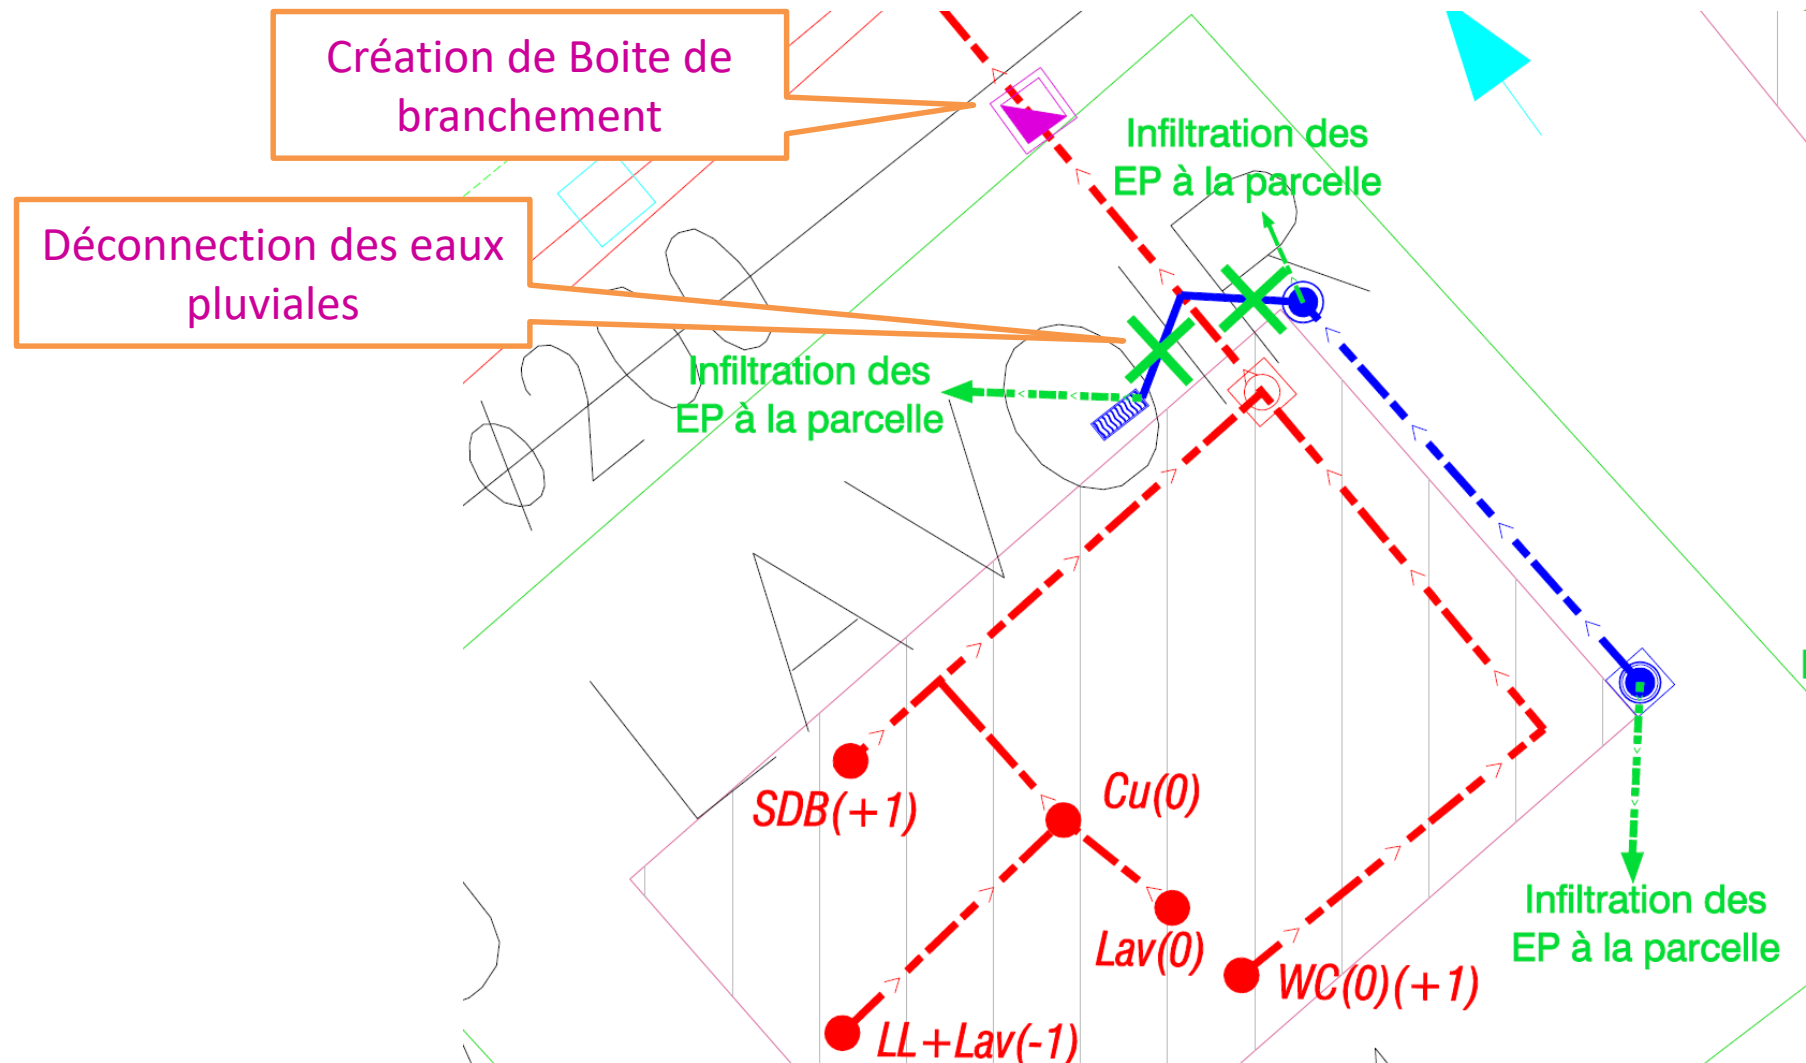 Création de Boite de
branchement
Infiltration des
EP à la parcelle
Déconnection des eaux
pluviales
Infiltration des
EP à la parcelle
SDB(+1)
Cu(0)
Lav(0)
WC(0)(+1)
LL+Lav(-1)
Infiltration des
EP à la parcelle